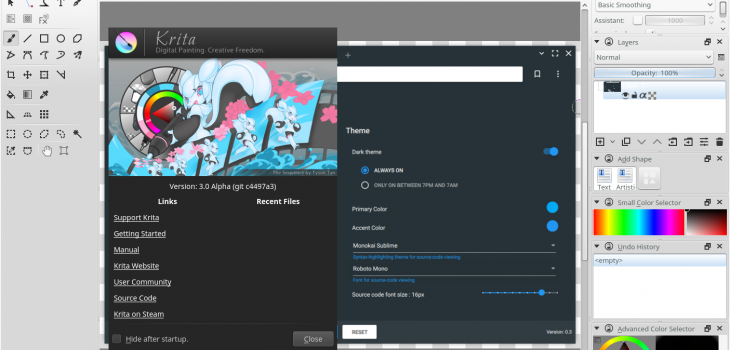 Basic Smoothing
Assistant:
1000
Layers
Normal
Opacity: 100%
Add Shape
Text
Artisti
Small Color Selector
Undo History
<empty>
Advanced Color Selector
Krita
Digital Painting. Creative Freedom.
Version: 3.0 Alpha (git c4497a3)
Links
Recent Files
Support Krita
Getting Started
Manual
Krita Website
User Community
Source Code
Krita on Steam
Hide after startup.
Close
Theme
Dark theme
ALWAYS ON
ONLY ON BETWEEN 7PM AND 7AM
Primary Color
Accent Color
Monokai Sublime
Syntax-highlighting theme for source-code viewing
Roboto Mono
Font for source-code viewing
Source code font size : 16px
RESET
Version: 0.3